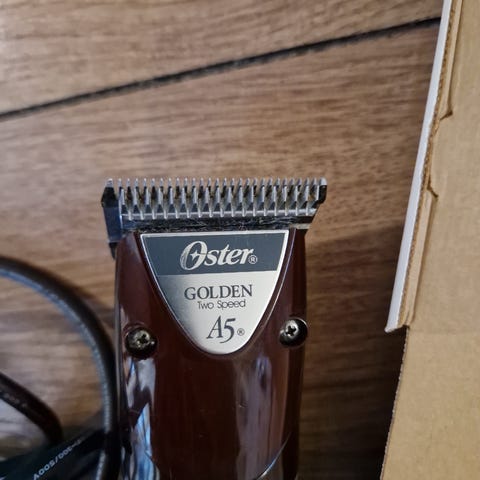 Oster®
GOLDEN
Two Speed
A5®